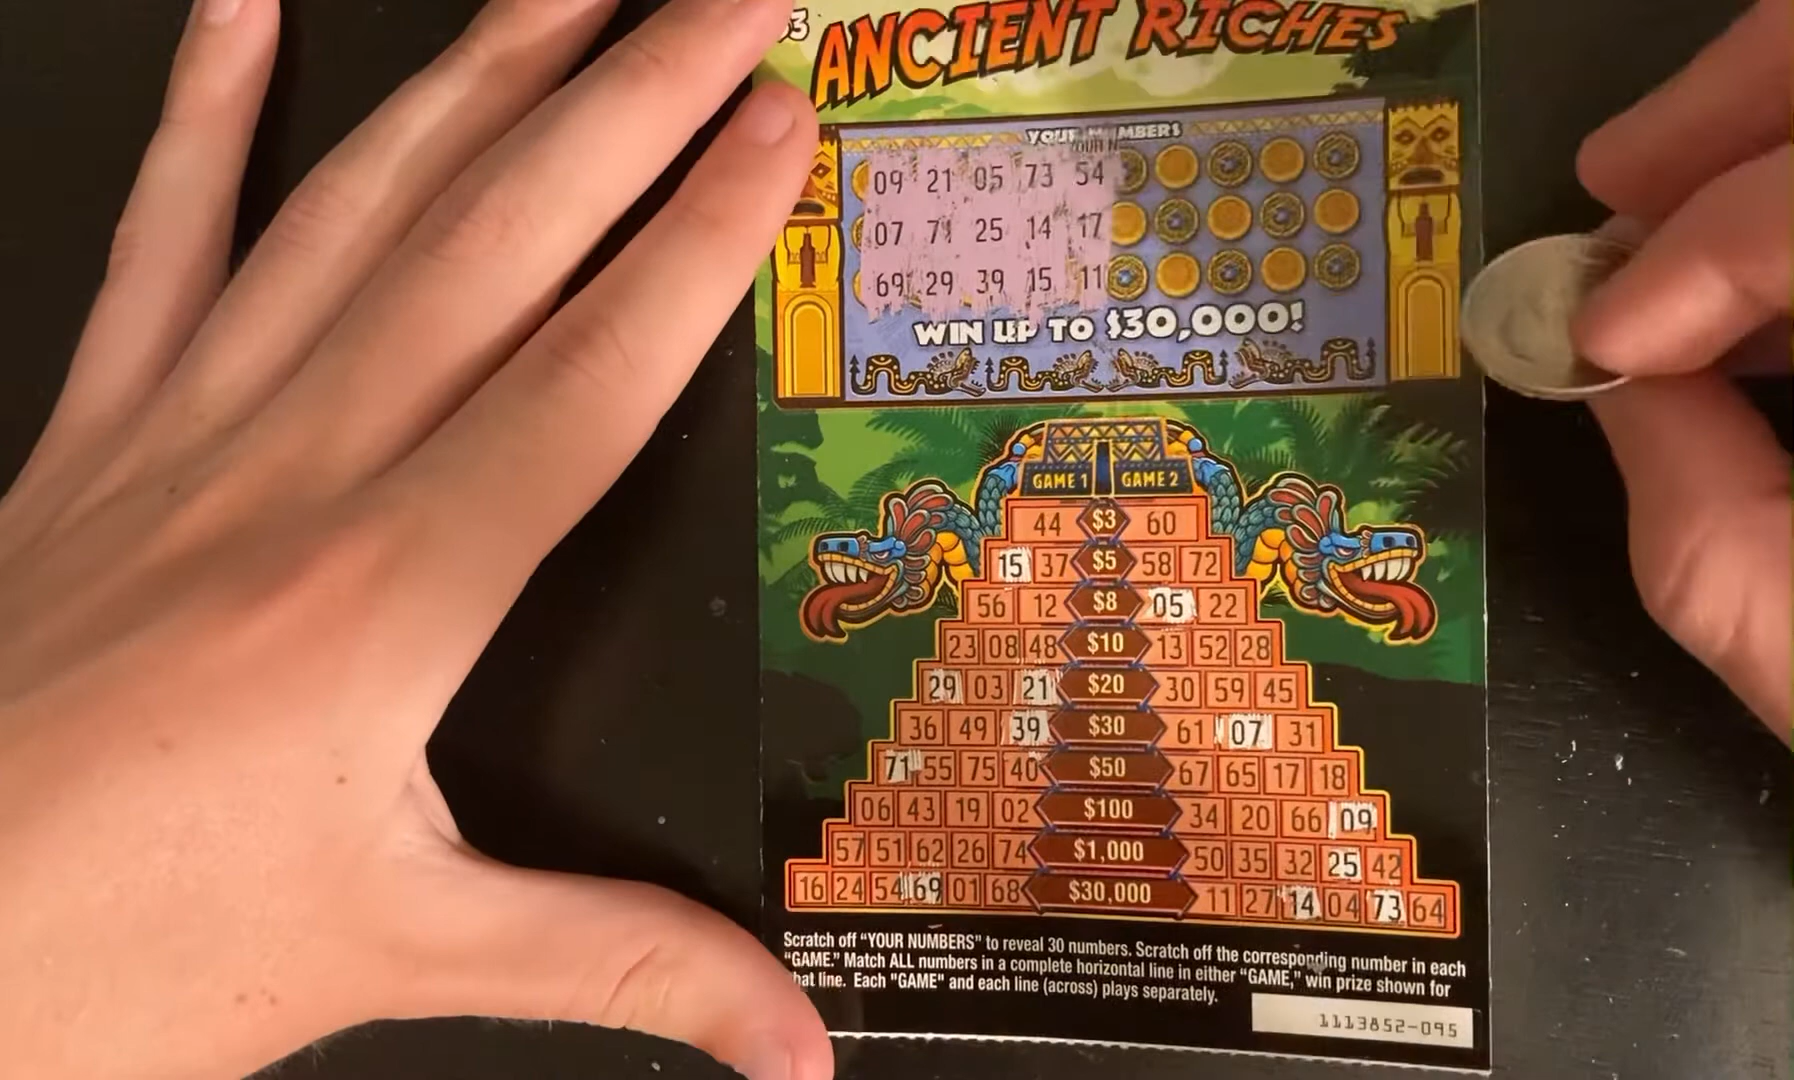 ANCIENT RICHES
YOUR NUMBERS
09 21 05 73 54
07 71 25 14 17
69 29 39 15 11
WIN UP TO $30,000!
GAME 1 GAME 2
44 $3 60
15 37 $5 58 72
56 12 $8 05 22
23 08 48 $10 13 52 28
29 03 21 $20 30 59 45
36 49 39 $30 61 07 31
71 55 75 40 $50 67 65 17 18
06 43 19 02 $100 34 20 66 09
57 51 62 26 74 $1,000 50 35 32 25 42
16 24 54 69 01 68 $30,000 11 27 14 04 73 64
Scratch off "YOUR NUMBERS" to reveal 30 numbers. Scratch off the corresponding number in each
"GAME." Match ALL numbers in a complete horizontal line in either "GAME," win prize shown for
line. Each "GAME" and each line (across) plays separately.
1113852-095